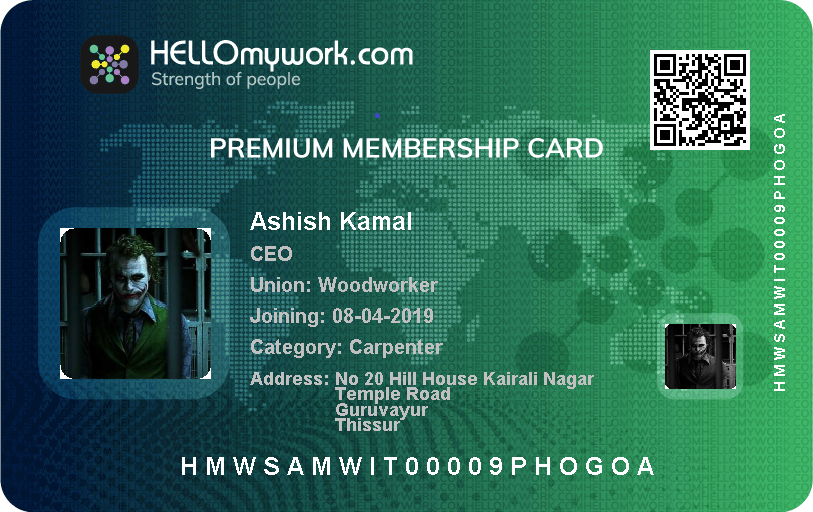 HELLOmywork.com
Strength of people
PREMIUM MEMBERSHIP CARD
Ashish Kamal
CEO
Union: Woodworker
Joining: 08-04-2019
Category: Carpenter
Address: No 20 Hill House Kairali Nagar
Temple Road
Guruvayur
Thissur
HMWSAMWIT00009PHOGOA
HMWSAMWIT00009PHOGOA